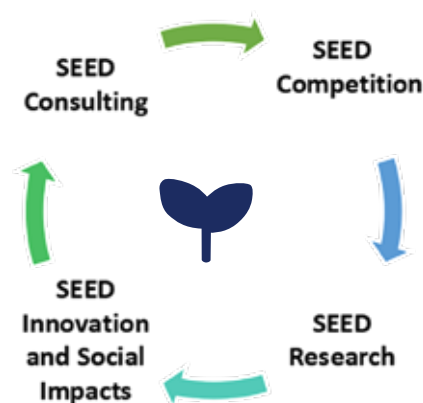 SEED
Consulting
SEED
Competition
SEED
Research
SEED
Innovation
and Social
Impacts